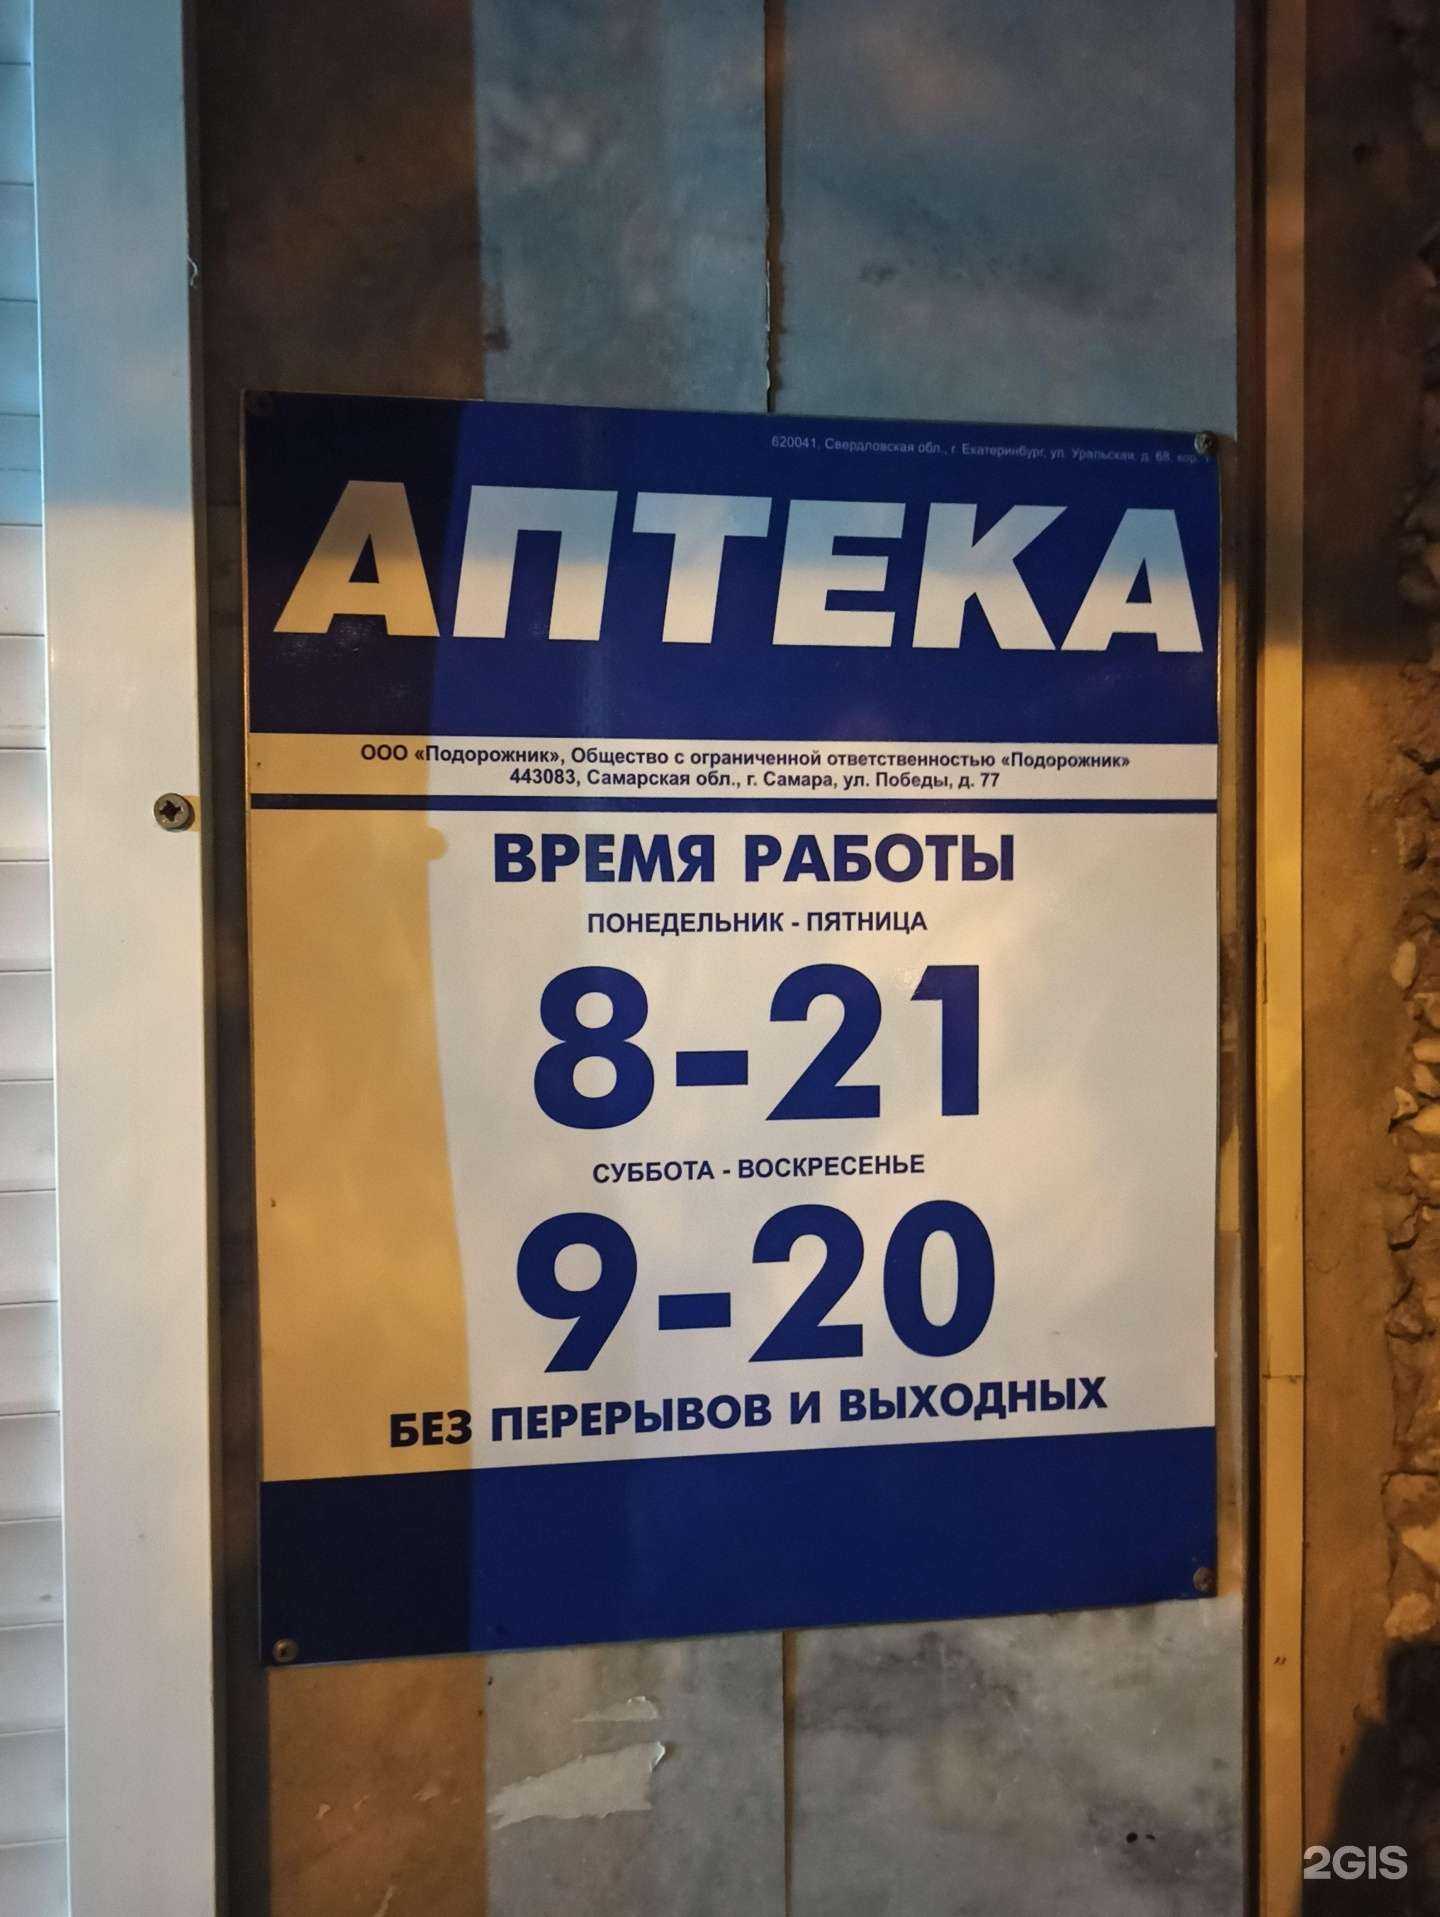 620041, Свердловская обл., г. Екатеринбург, ул. Уральская, д. 68, кор.
АПТЕКА
ООО «Подорожник», Общество с ограниченной ответственностью «Подорожник»
443083, Самарская обл., г. Самара, ул. Победы, д. 77
ВРЕМЯ РАБОТЫ
ПОНЕДЕЛЬНИК - ПЯТНИЦА
8-21
СУББОТА - ВОСКРЕСЕНЬЕ
9-20
БЕЗ ПЕРЕРЫВОВ И ВЫХОДНЫХ
2GIS